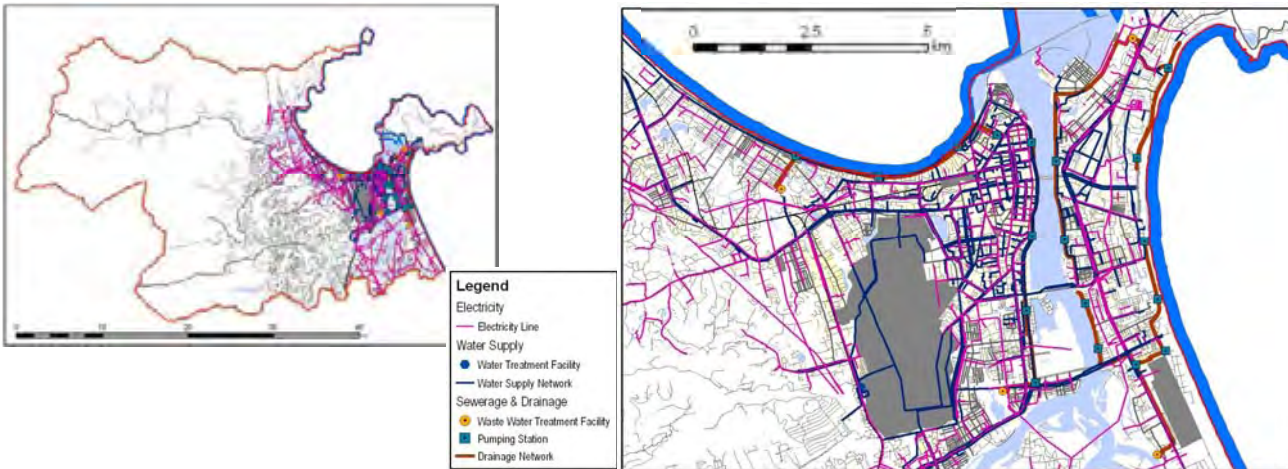 0. 2.5 5
km
0 10 20 30 40
Legend
Electricity
Electricity Line
Water Supply
Water Treatment Facility
Water Supply Network
Sewerage & Drainage
Waste Water Treatment Facility
Pumping Station
Drainage Network